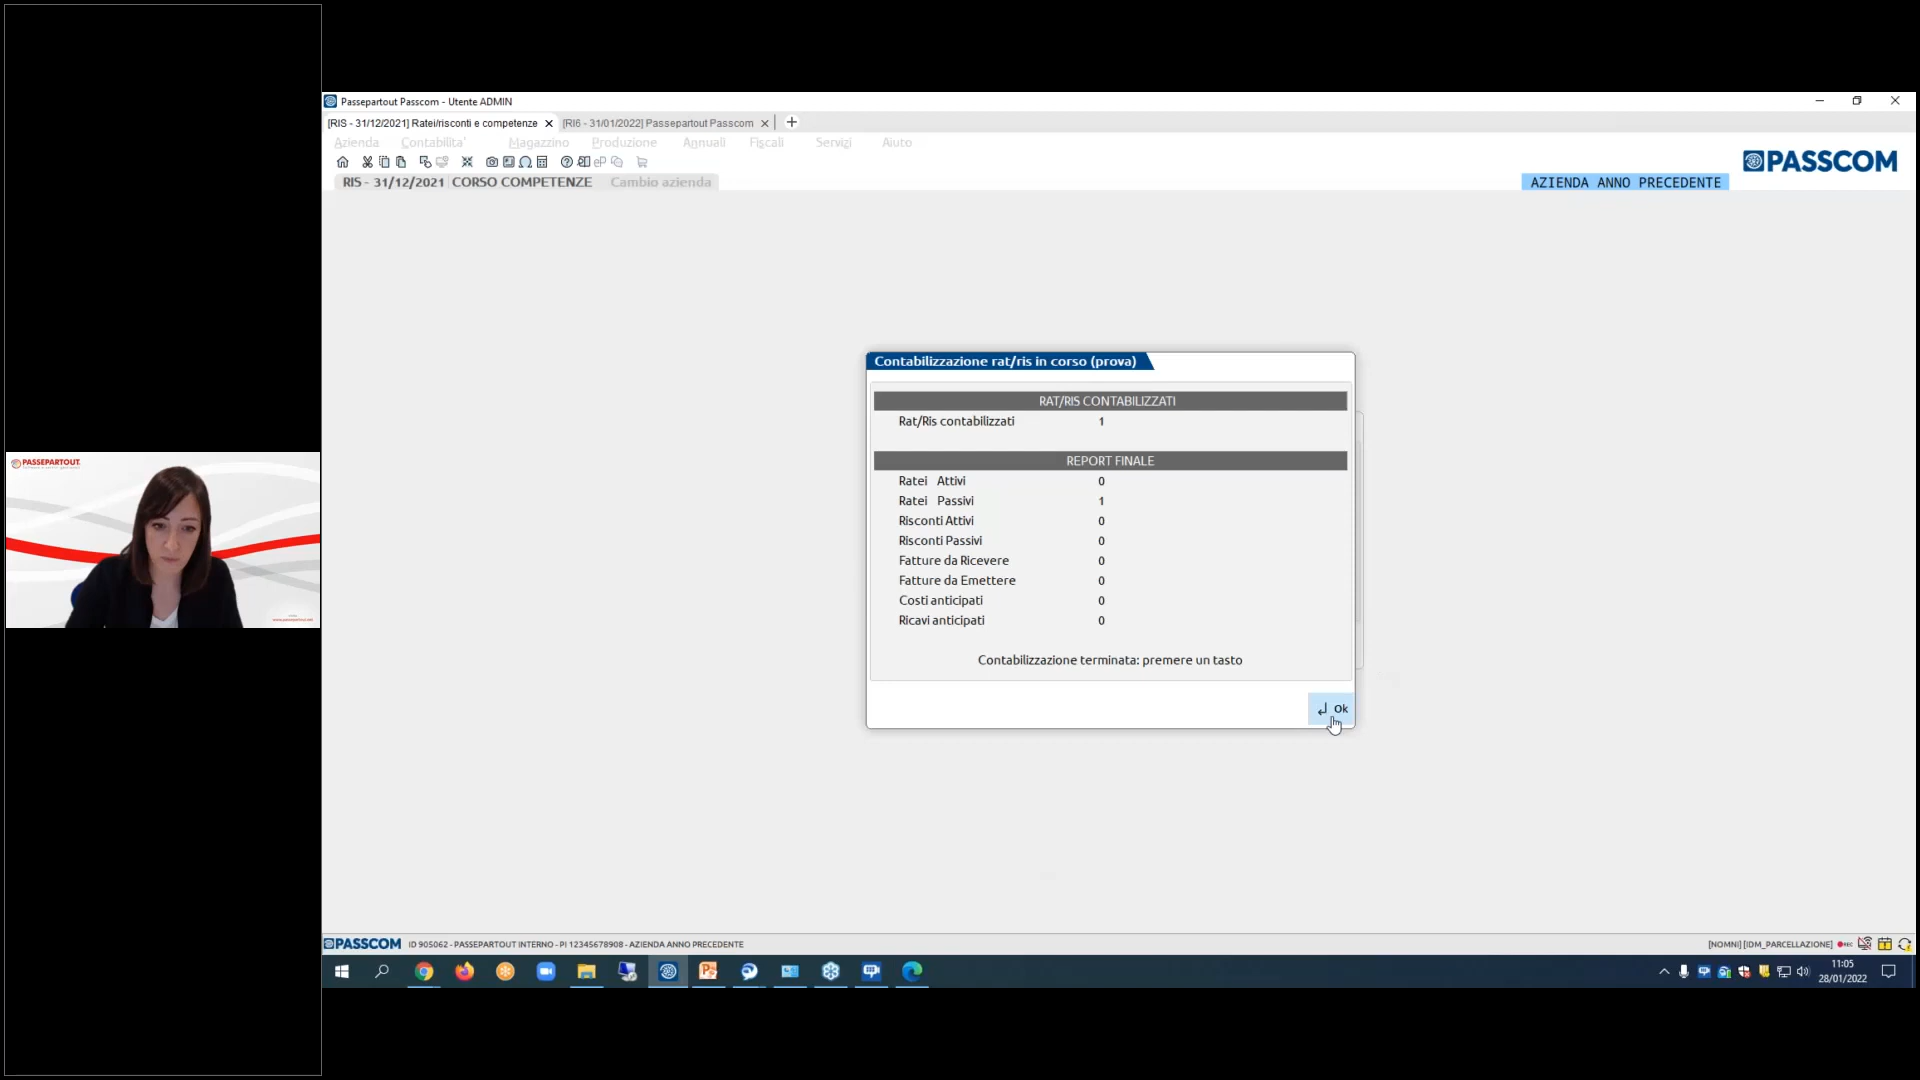 PASSEPARTOUT
Passepartout Passcom - Utente ADMIN
[RIS - 31/12/2021] Ratei/risconti e competenze
[RI6 - 31/01/2022] Passepartout Passcom
Azienda Contabilita' Magazzino Produzione Annuali Fiscali Servizi Aiuto
RIS - 31/12/2021 CORSO COMPETENZE Cambio azienda
AZIENDA ANNO PRECEDENTE
PASSCOM
Contabilizzazione rat/ris in corso (prova)
RAT/RIS CONTABILIZZATI
Rat/Ris contabilizzati 1
REPORT FINALE
Ratei Attivi 0
Ratei Passivi 1
Risconti Attivi 0
Risconti Passivi 0
Fatture da Ricevere 0
Fatture da Emettere 0
Costi anticipati 0
Ricavi anticipati 0
Contabilizzazione terminata: premere un tasto
Ok
PASSCOM ID 905062 - PASSEPARTOUT INTERNO - PI 12345678908 - AZIENDA ANNO PRECEDENTE
[NOMNI] [IDM_PARCELLAZIONE] REC
11:05
28/01/2022